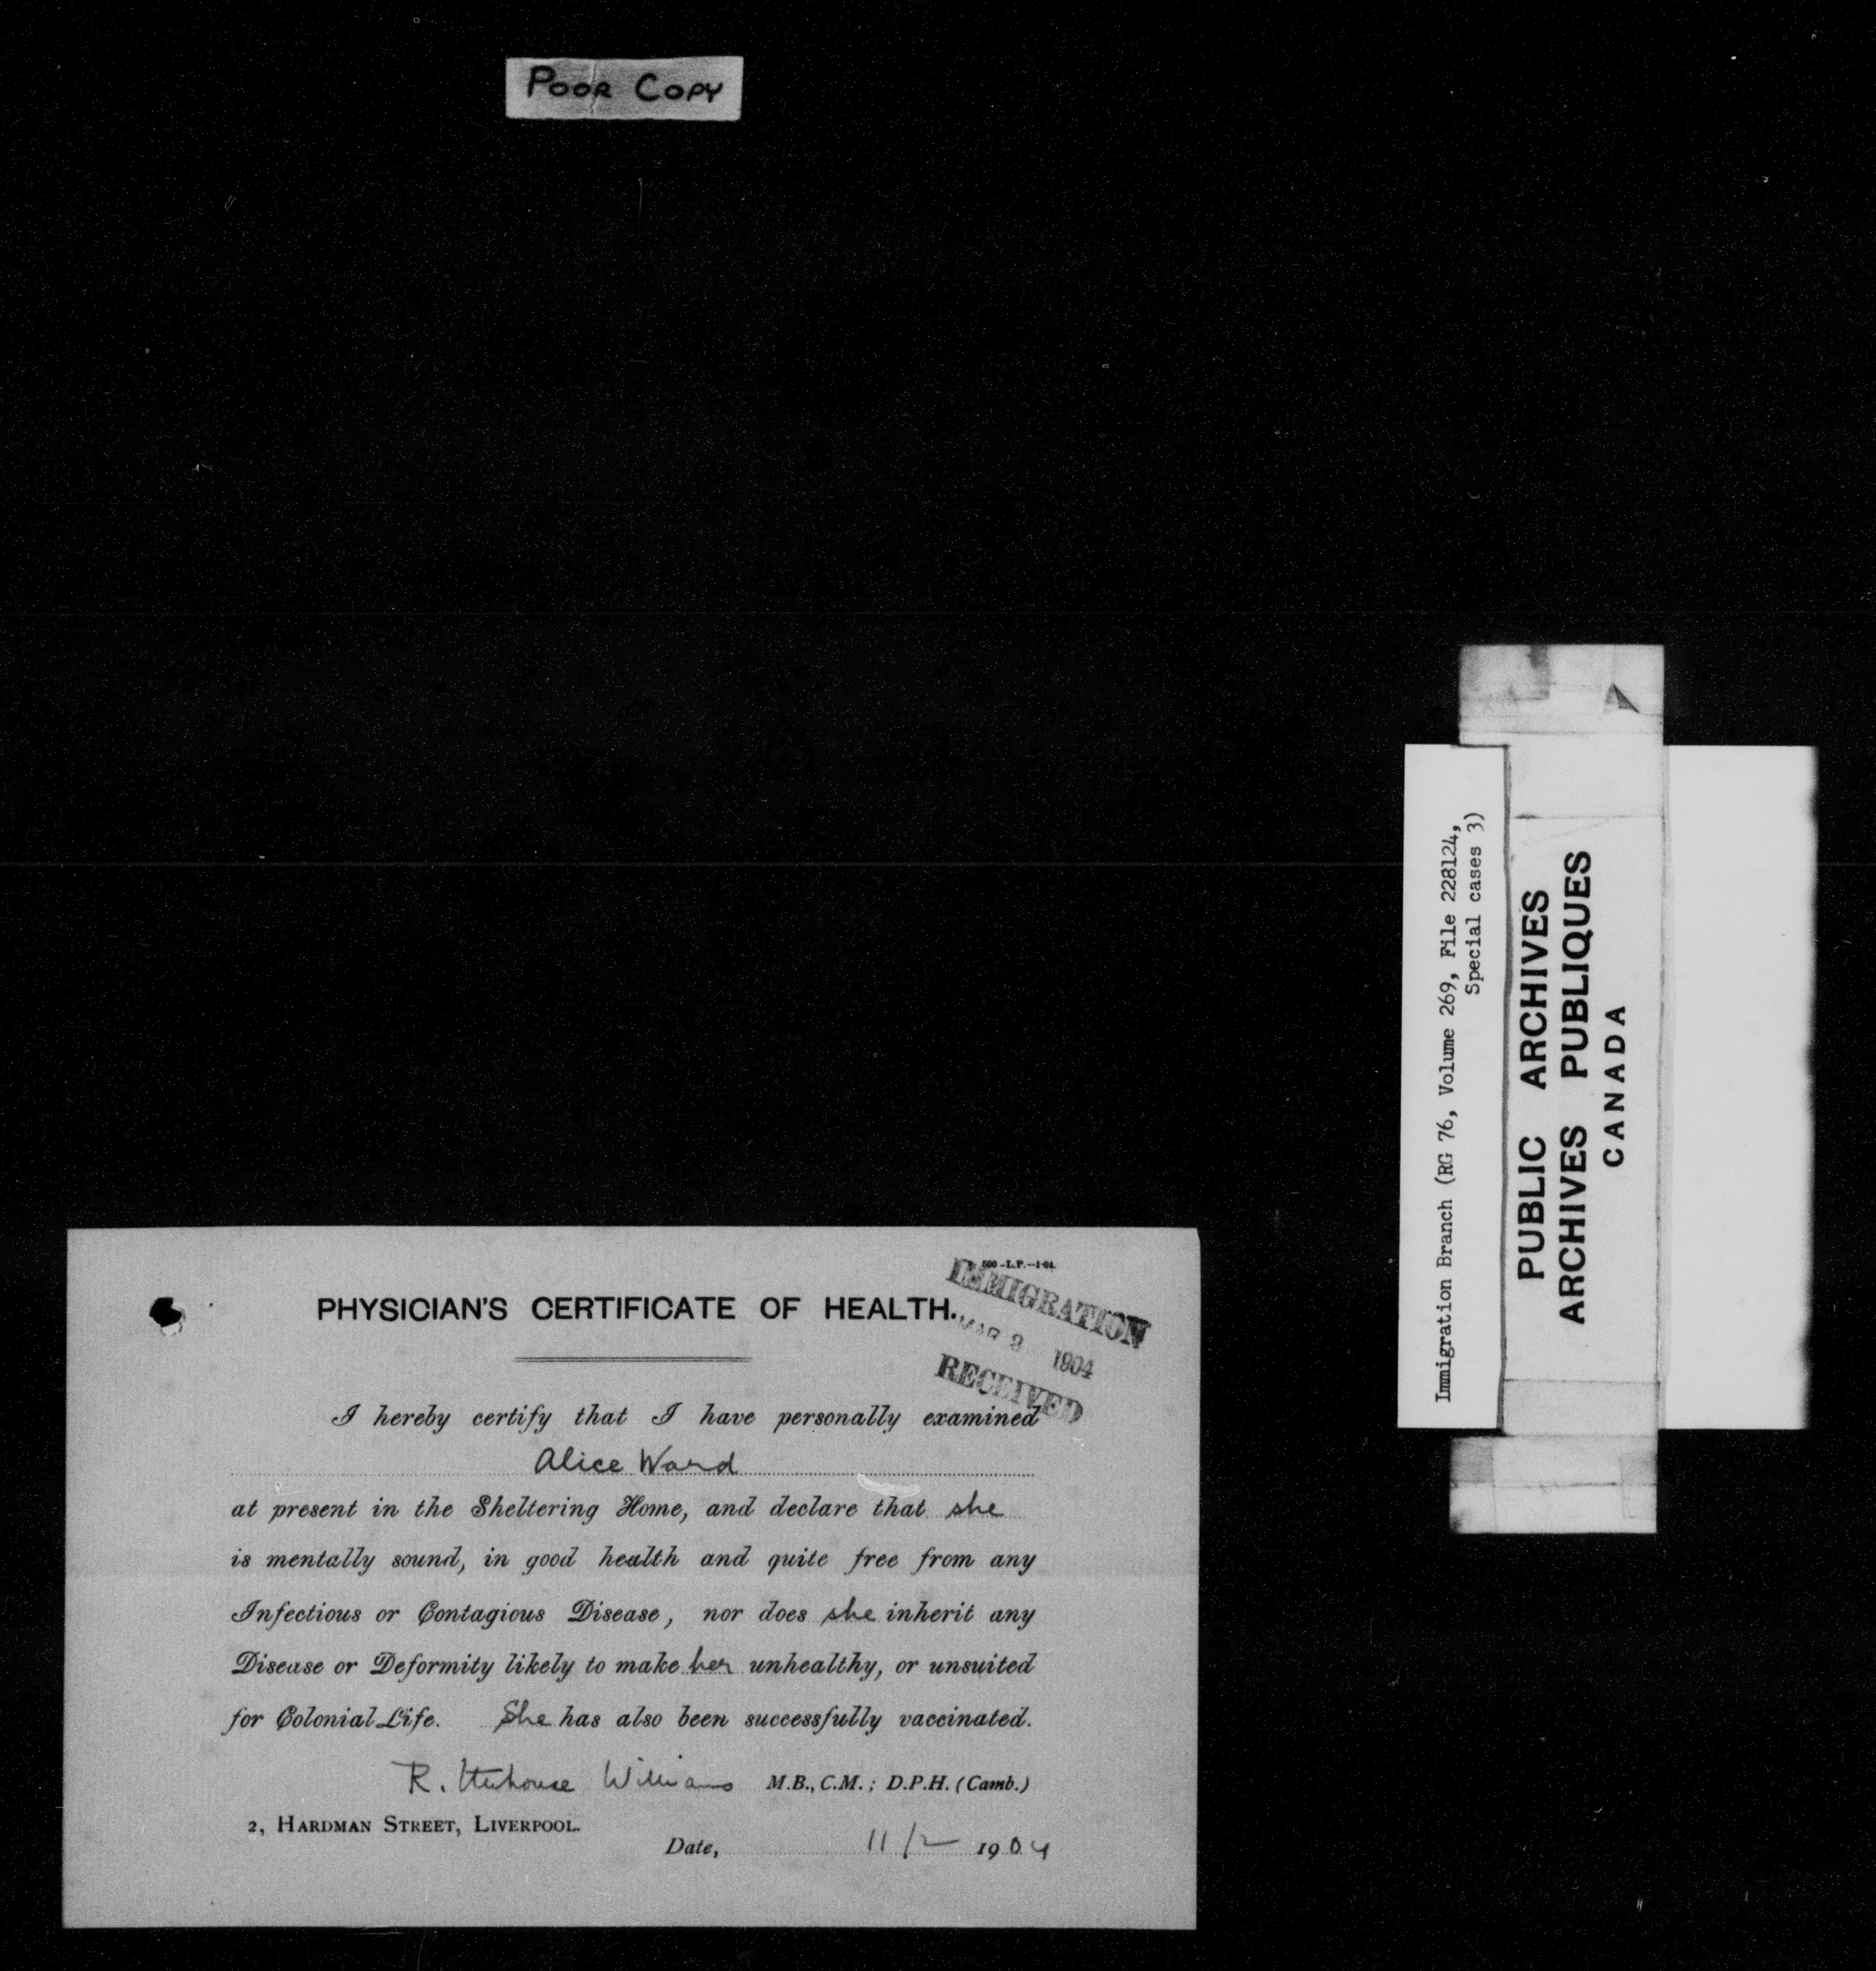 POOR COPY
500-L.P.-1-04.
PHYSICIAN'S CERTIFICATE OF HEALTH.
IMMIGRATION
MAR 1904
RECEIVED
I hereby certify that I have personally examined
Alice Ward
at present in the Sheltering Home, and declare that she
is mentally sound, in good health and quite free from any
Infectious or Contagious Disease, nor does she inherit any
Disease or Deformity likely to make her unhealthy, or unsuited
for Colonial Life. She has also been successfully vaccinated.
R. Williams M.B., C.M.; D.P.H. (Camb.)
2, HARDMAN STREET, LIVERPOOL.
Date, 11/2 1904
Immigration Branch (RG 76, Volume 269, File 228124,
Special cases 3)
PUBLIC ARCHIVES
ARCHIVES PUBLIQUES
CANADA